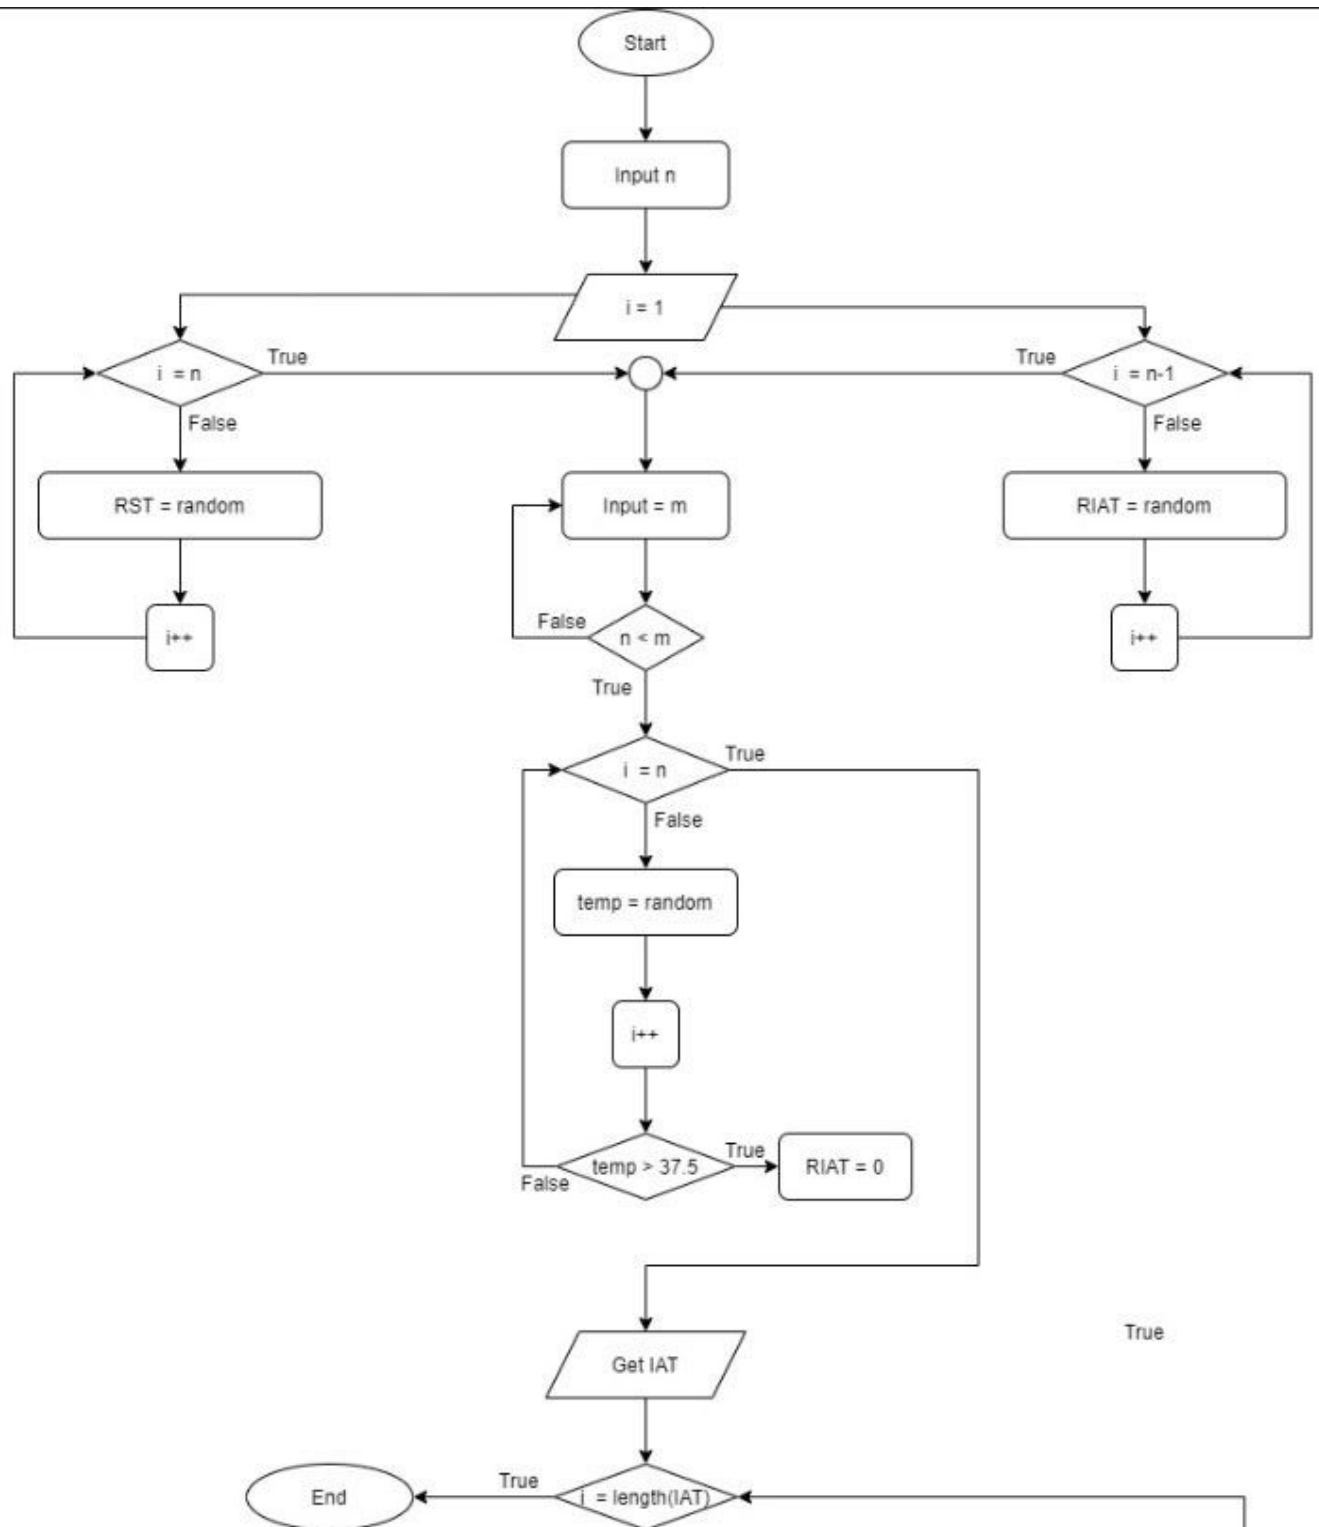 Start
Input n
i = 1
i = n
True
False
RST = random
i++
True
i = n-1
False
RIAT = random
i++
Input = m
False
n < m
True
i = n
True
False
temp = random
i++
temp > 37.5
True
False
RIAT = 0
True
Get IAT
i = length(IAT)
True
End